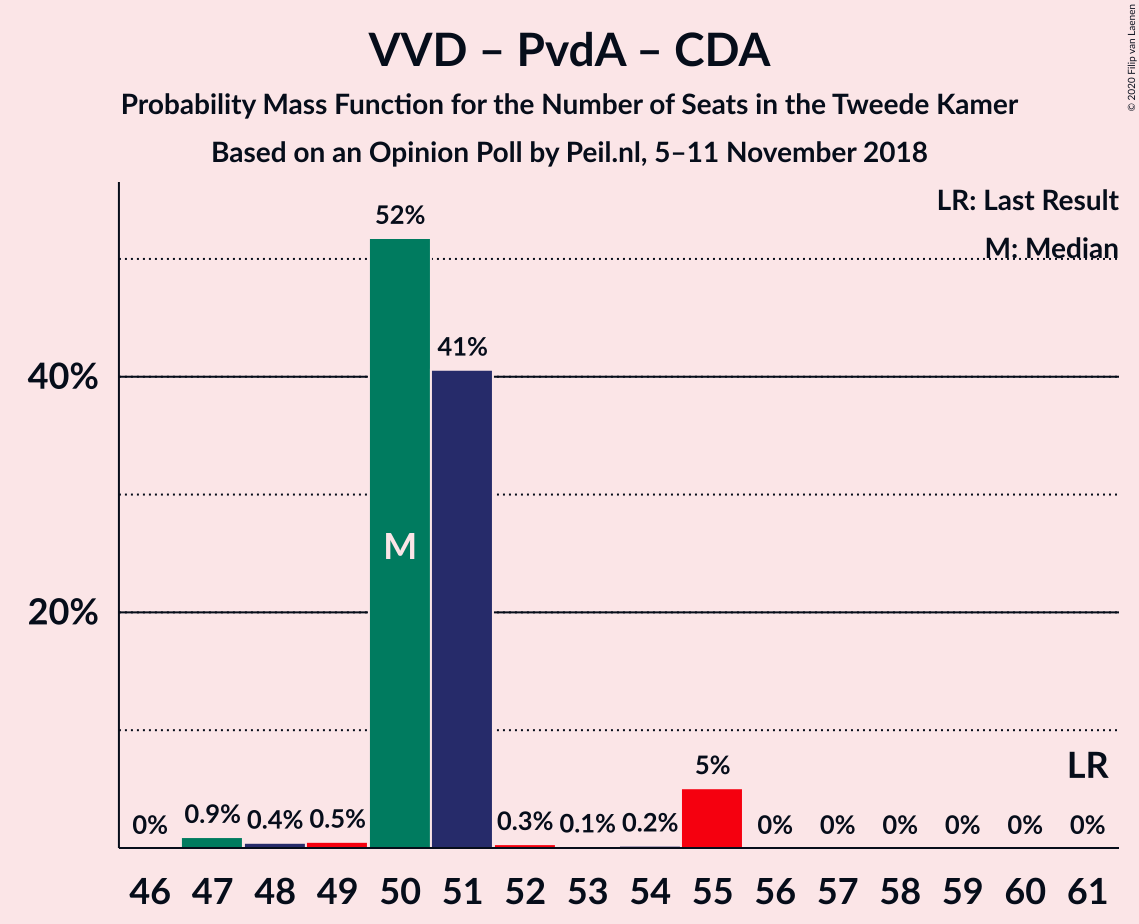 VVD – PvdA – CDA
Probability Mass Function for the Number of Seats in the Tweede Kamer
Based on an Opinion Poll by Peil.nl, 5–11 November 2018
© 2020 Filip van Laenen
LR: Last Result
M: Median
52%
41%
40%
M
20%
LR
5%
0% 0.9% 0.4% 0.5% 0.3% 0.1% 0.2% 0% 0% 0% 0% 0% 0%
46 47 48 49 50 51 52 53 54 55 56 57 58 59 60 61